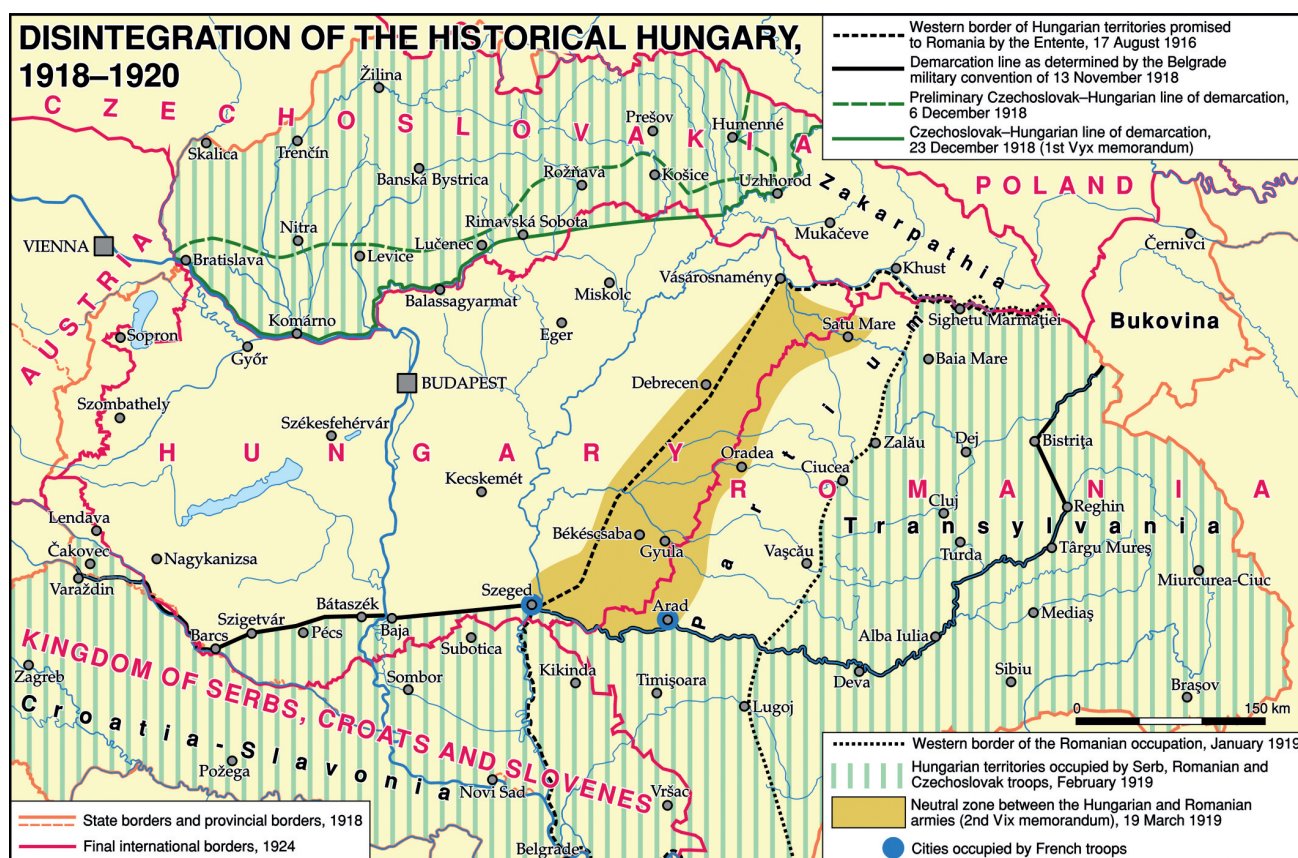 DISINTEGRATION OF THE HISTORICAL HUNGARY,
1918–1920
Western border of Hungarian territories promised
to Romania by the Entente, 17 August 1916
Demarcation line as determined by the Belgrade
military convention of 13 November 1918
Preliminary Czechoslovak–Hungarian line of demarcation,
6 December 1918
Czechoslovak–Hungarian line of demarcation,
23 December 1918 (1st Vyx memorandum)
CZECHOSLOVAKIA
POLAND
AUSTRIA
HUNGARY
ROMANIA
KINGDOM OF SERBS, CROATS AND SLOVENES
Zakarpathia
Bukovina
Partium
Transylvania
Croatia-Slavonia
Žilina
Skalica
Trenčín
Prešov
Humenné
Banská Bystrica
Rožňava
Košice
Uzhhorod
Nitra
Rimavská Sobota
Mukačeve
Černivci
VIENNA
Bratislava
Levice
Lučenec
Khust
Vásárosnamény
Miskolc
Balassagyarmat
Sopron
Komárno
Győr
Eger
Satu Mare
Sighetu Marmaţiei
Baia Mare
BUDAPEST
Debrecen
Szombathely
Székesfehérvár
Zalău
Dej
Bistriţa
Kecskemét
Oradea
Ciucea
Cluj
Reghin
Lendava
Čakovec
Varaždin
Nagykanizsa
Békéscsaba
Gyula
Vaşcău
Turda
Târgu Mureş
Miurcurea-Ciuc
Szeged
Arad
Bátaszék
Szigetvár
Barcs
Pécs
Baja
Subotica
Mediaş
Alba Iulia
Zagreb
Sombor
Kikinda
Timişoara
Deva
Sibiu
Braşov
Lugoj
Požega
Novi Sad
Vršac
Belgrade
0
150 km
Western border of the Romanian occupation, January 1919
Hungarian territories occupied by Serb, Romanian and
Czechoslovak troops, February 1919
Neutral zone between the Hungarian and Romanian
armies (2nd Vix memorandum), 19 March 1919
Cities occupied by French troops
State borders and provincial borders, 1918
Final international borders, 1924